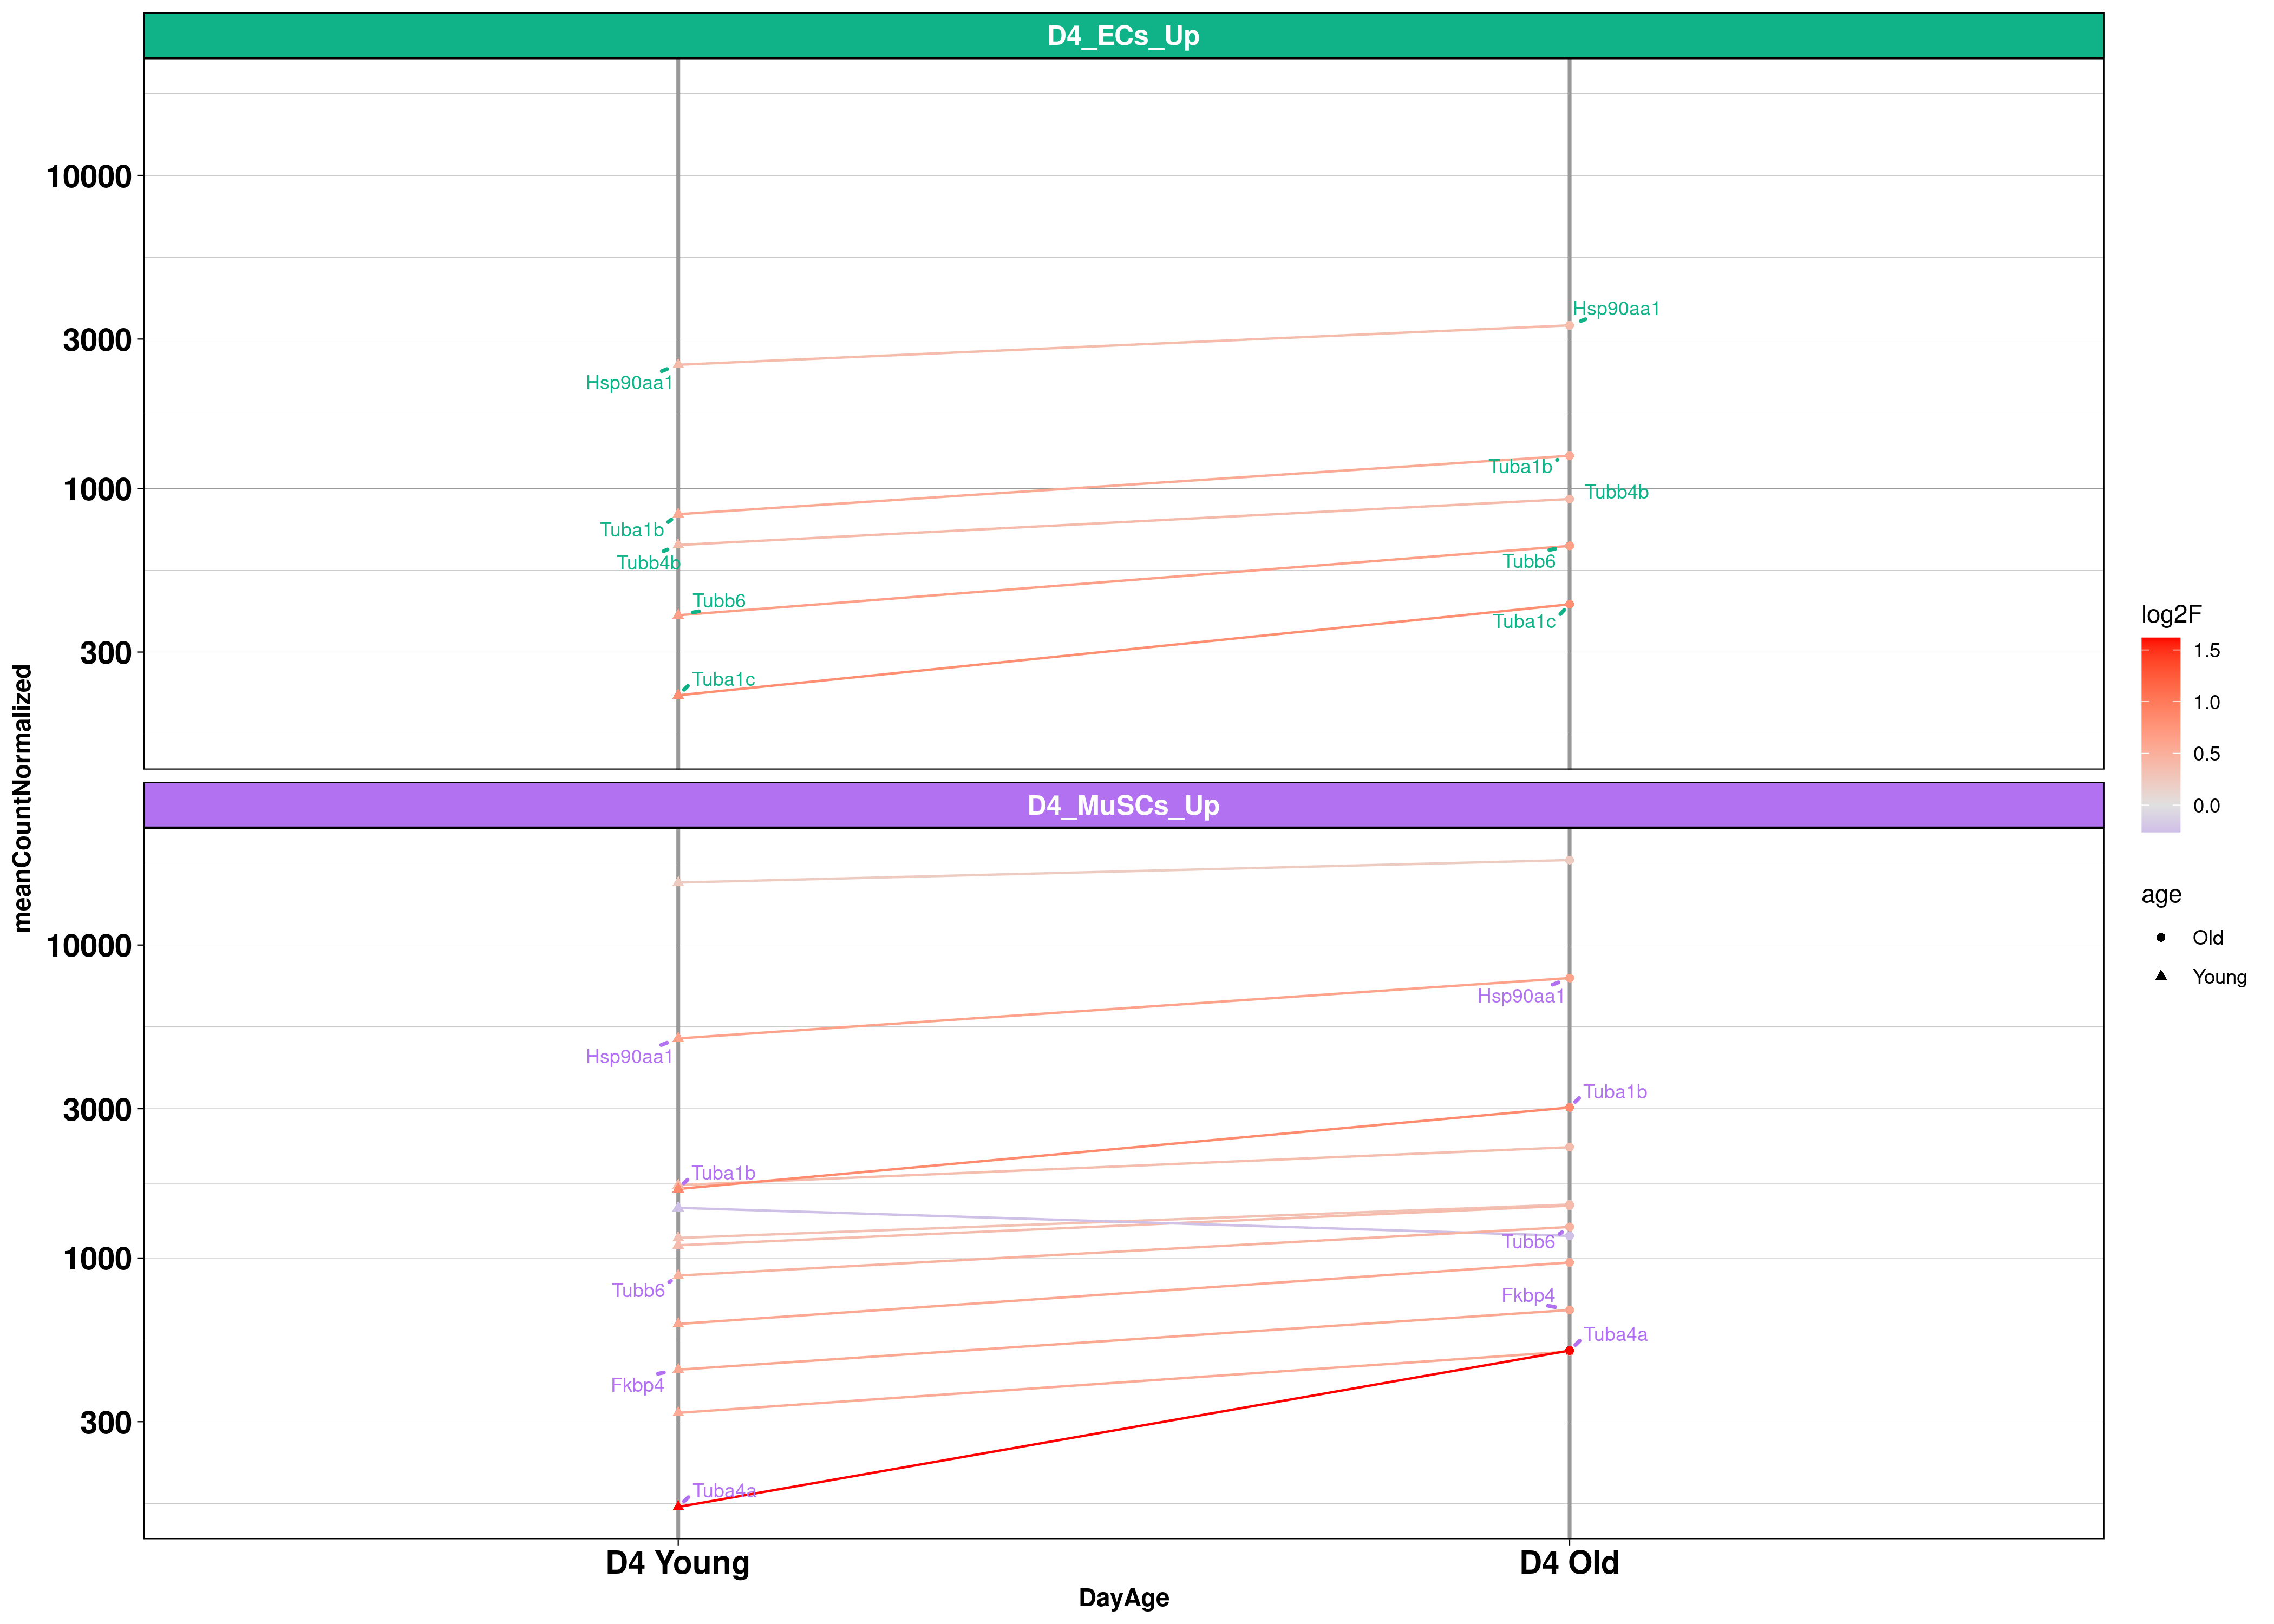 D4_ECs_Up
10000
3000
1000
300
Hsp90aa1
Hsp90aa1
Tuba1b
Tubb4b
Tuba1b
Tubb4b
Tubb6
Tubb6
Tuba1c
Tuba1c
D4_MuSCs_Up
10000
3000
1000
300
Hsp90aa1
Hsp90aa1
Tuba1b
Tuba1b
Tubb6
Tubb6
Fkbp4
Tuba4a
Fkbp4
Tuba4a
D4 Young
D4 Old
DayAge
meanCountNormalized
log2F
1.5
1.0
0.5
0.0
age
Old
Young